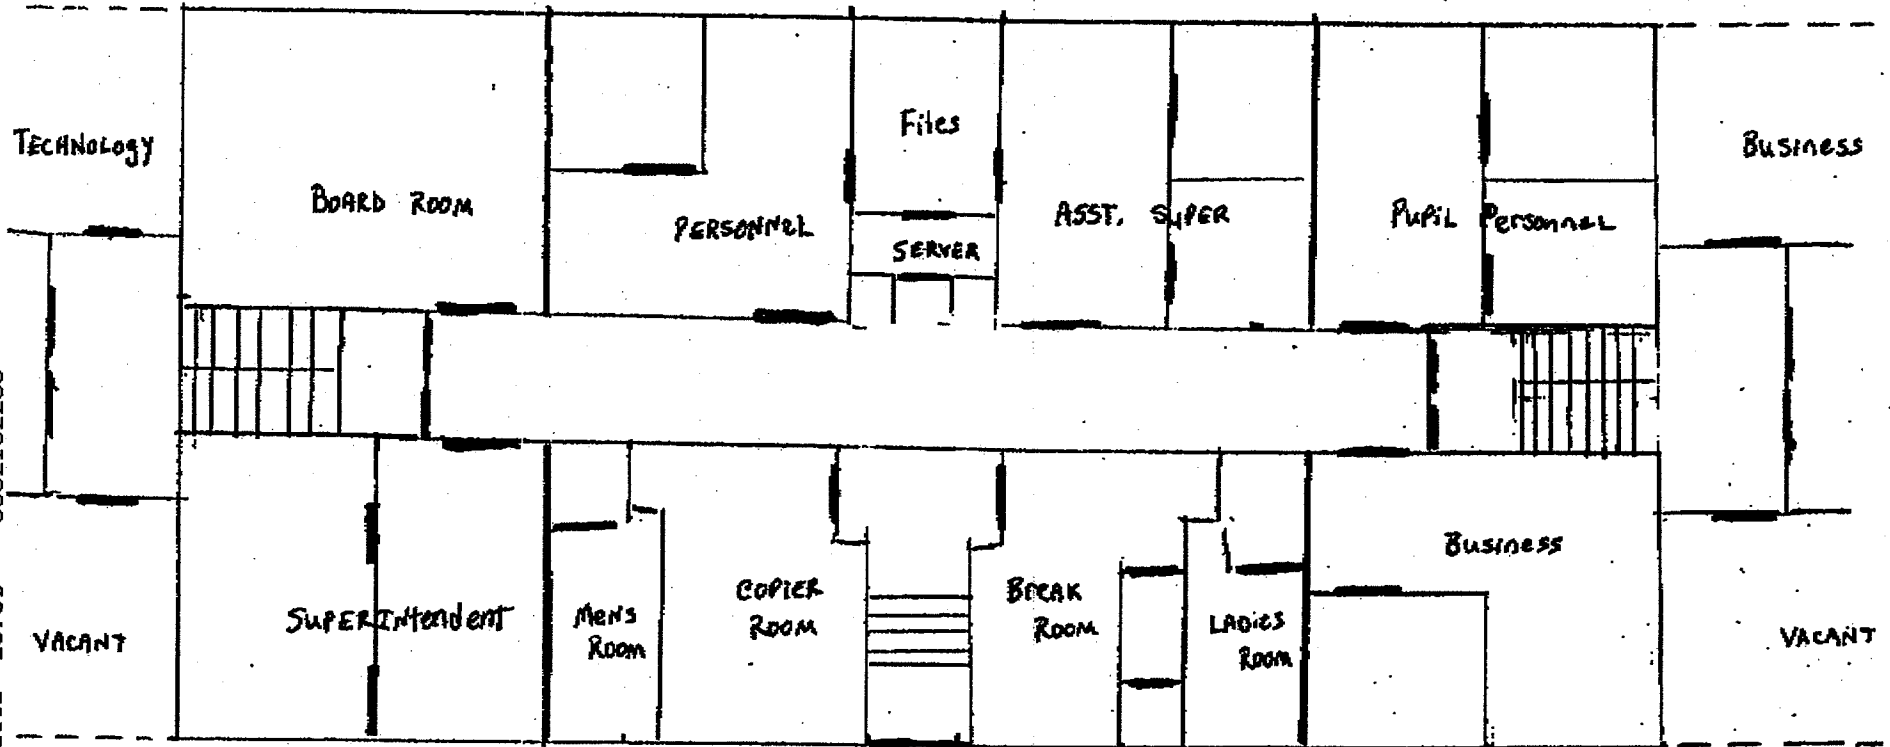 TECHNOLOGY
BOARD ROOM
PERSONNEL
Files
SERVER
ASST. SUPER
Pupil Personnel
Business
VACANT
SUPERINtendent
MeNS
ROOM
COPIER
ROOM
BREAK
ROOM
LADIES
ROOM
Business
VACANT